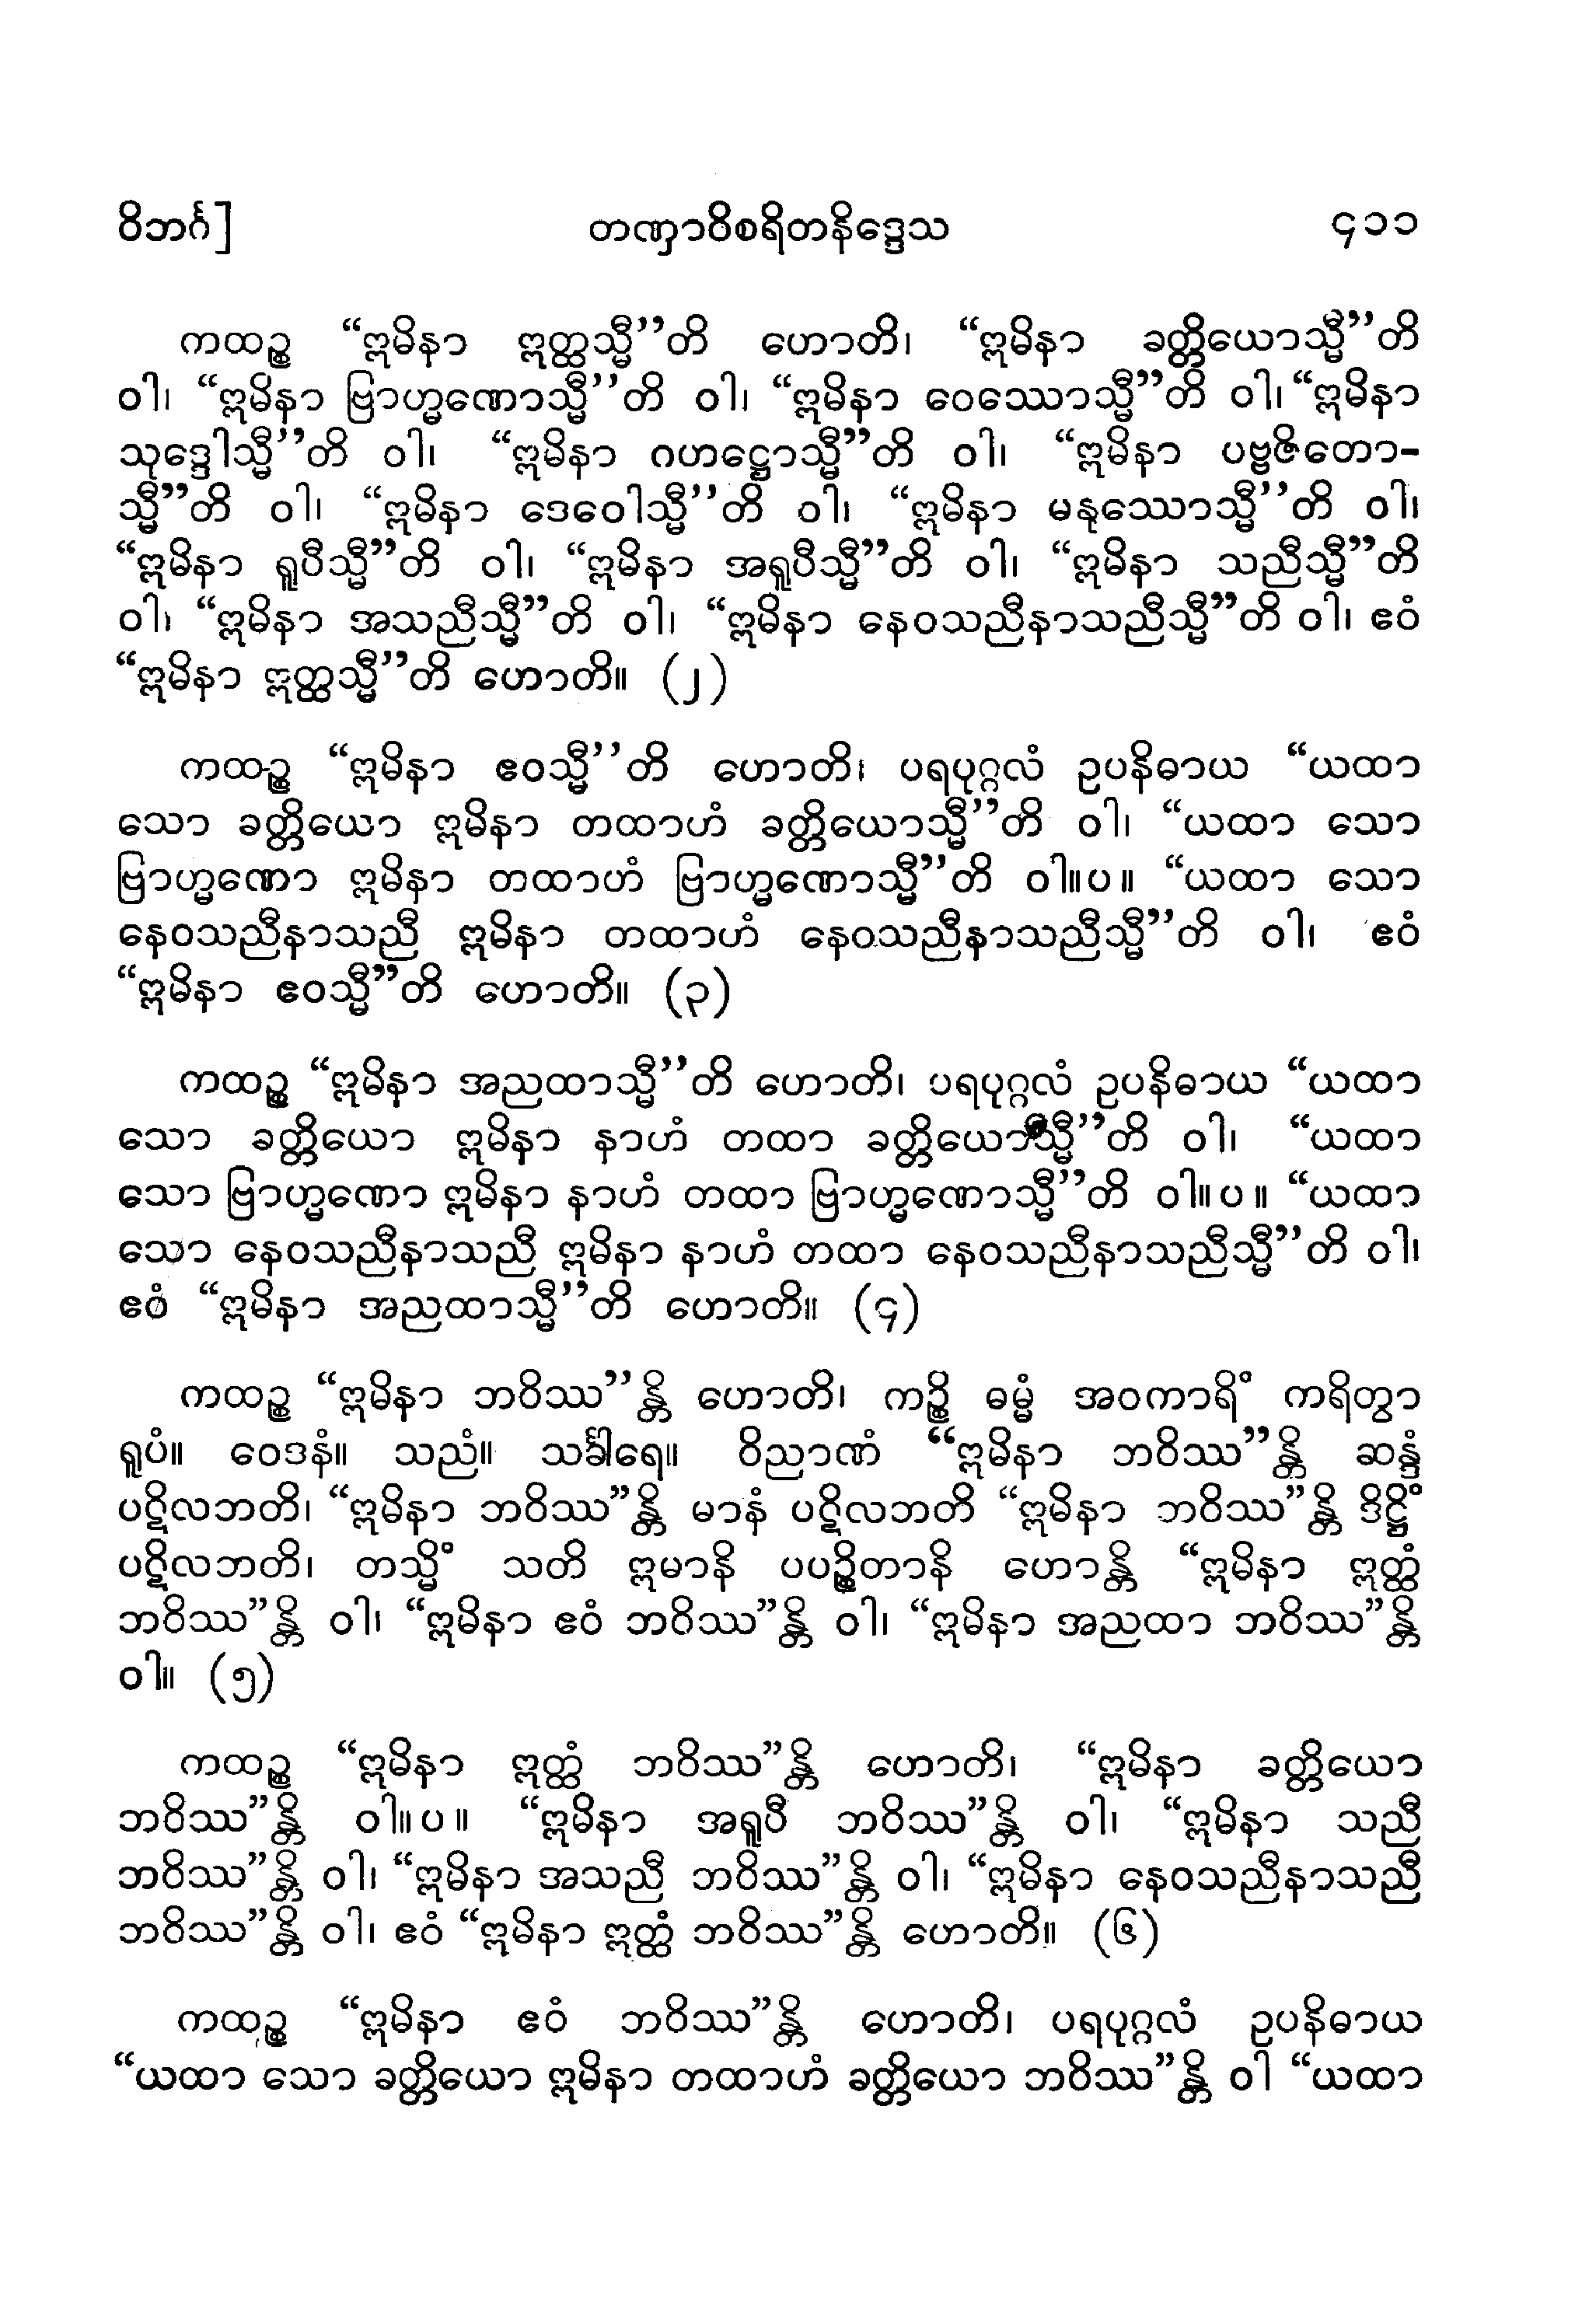 ဝိဘင်္ဂ] တဏှာဝိစရိတနိဒ္ဒေသ ၄၁၁
ကထဉ္စ “ဣမိနာ ဣတ္ထသ္မီ’’တိ ဟောတိ၊ “ဣမိနာ ခတ္တိယောသ္မီ’’တိ
ဝါ၊ “ဣမိနာ ဗြာဟ္မဏောသ္မီ’’တိ ဝါ၊ “ဣမိနာ ဝေဿောသ္မီ”တိ ဝါ၊ “ဣမိနာ
သုဒ္ဒေါသ္မီ’’တိ ဝါ၊ “ဣမိနာ ဂဟဋ္ဌောသ္မီ”တိ ဝါ၊ “ဣမိနာ ပဗ္ဗဇိတော-
သ္မီ”တိ ဝါ၊ “ဣမိနာ ဒေဝေါသ္မီ’’တိ ဝါ၊ “ဣမိနာ မနုဿောသ္မီ’’တိ ဝါ၊
“ဣမိနာ ရူပီသ္မီ”တိ ဝါ၊ “ဣမိနာ အရူပီသ္မီ”တိ ဝါ၊ “ဣမိနာ သညီသ္မီ”တိ
ဝါ၊ “ဣမိနာ အသညီသ္မီ”တိ ဝါ၊ “ဣမိနာ နေဝသညီနာသညီသ္မီ”တိ ဝါ၊ ဧဝံ
“ဣမိနာ ဣတ္ထသ္မီ”တိ ဟောတိ။ (၂)
ကထဉ္စ “ဣမိနာ ဧဝသ္မီ’’တိ ဟောတိ၊ ပရပုဂ္ဂလံ ဥပနိဓာယ “ယထာ
သော ခတ္တိယော ဣမိနာ တထာဟံ ခတ္တိယောသ္မီ’’တိ ဝါ၊ “ယထာ သော
ဗြာဟ္မဏော ဣမိနာ တထာဟံ ဗြာဟ္မဏောသ္မီ”တိ ဝါ။ပ။ “ယထာ သော
နေဝသညီနာသညီ ဣမိနာ တထာဟံ နေဝသညီနာသညီသ္မီ”တိ ဝါ၊ ဧဝံ
“ဣမိနာ ဧဝသ္မီ”တိ ဟောတိ။ (၃)
ကထဉ္စ “ဣမိနာ အညထာသ္မီ’’တိ ဟောတိ၊ ပရပုဂ္ဂလံ ဥပနိဓာယ “ယထာ
သော ခတ္တိယော ဣမိနာ နာဟံ တထာ ခတ္တိယောသ္မီ’’တိ ဝါ၊ “ယထာ
သော ဗြာဟ္မဏော ဣမိနာ နာဟံ တထာ ဗြာဟ္မဏောသ္မီ’’တိ ဝါ။ပ။ “ယထာ
သော နေဝသညီနာသညီ ဣမိနာ နာဟံ တထာ နေဝသညီနာသညီသ္မီ’’တိ ဝါ၊
ဧဝံ “ဣမိနာ အညထာသ္မီ’’တိ ဟောတိ။ (၄)
ကထဉ္စ “ဣမိနာ ဘဝိဿ’’န္တိ ဟောတိ၊ ကဉ္စိ ဓမ္မံ အဝကာရိံ ကရိတွာ
ရူပံ။ ဝေဒနံ။ သညံ။ သင်္ခါရေ။ ဝိညာဏံ “ဣမိနာ ဘဝိဿ”န္တိ ဆန္ဒံ
ပဋိလဘတိ၊ “ဣမိနာ ဘဝိဿ”န္တိ မာနံ ပဋိလဘတိ “ဣမိနာ ဘဝိဿ”န္တိ ဒိဋ္ဌိံ
ပဋိလဘတိ၊ တသ္မိံ သတိ ဣမာနိ ပပဉ္စိတာနိ ဟောန္တိ “ဣမိနာ ဣတ္ထံ
ဘဝိဿ”န္တိ ဝါ၊ “ဣမိနာ ဧဝံ ဘဝိဿ”န္တိ ဝါ၊ “ဣမိနာ အညထာ ဘဝိဿ”န္တိ
ဝါ။ (၅)
ကထဉ္စ “ဣမိနာ ဣတ္ထံ ဘဝိဿ”န္တိ ဟောတိ၊ “ဣမိနာ ခတ္တိယော
ဘဝိဿ”န္တိ ဝါ။ပ။ “ဣမိနာ အရူပီ ဘဝိဿ”န္တိ ဝါ၊ “ဣမိနာ သညီ
ဘဝိဿ”န္တိ ဝါ၊ “ဣမိနာ အသညီ ဘဝိဿ”န္တိ ဝါ၊ “ဣမိနာ နေဝသညီနာသညီ
ဘဝိဿ”န္တိ ဝါ၊ ဧဝံ “ဣမိနာ ဣတ္ထံ ဘဝိဿ”န္တိ ဟောတိ။ (၆)
ကထဉ္စ “ဣမိနာ ဧဝံ ဘဝိဿ”န္တိ ဟောတိ၊ ပရပုဂ္ဂလံ ဥပနိဓာယ
“ယထာ သော ခတ္တိယော ဣမိနာ တထာဟံ ခတ္တိယော ဘဝိဿ”န္တိ ဝါ “ယထာ